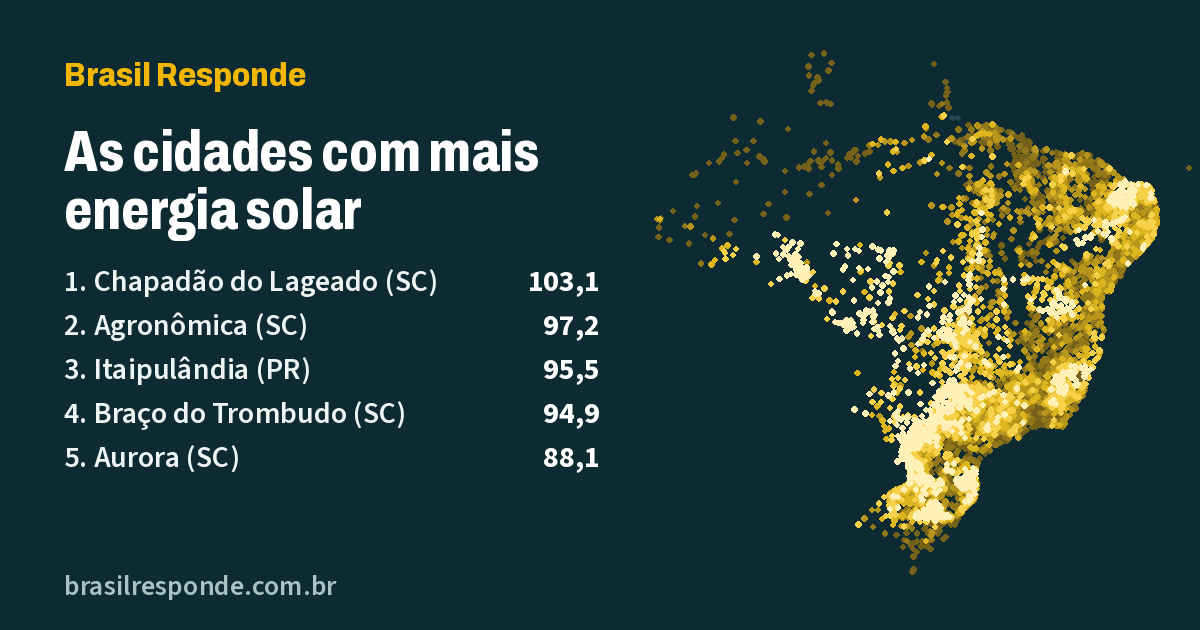 Brasil Responde
As cidades com mais
energia solar
1. Chapadão do Lageado (SC) 103,1
2. Agronômica (SC) 97,2
3. Itaipulândia (PR) 95,5
4. Braço do Trombudo (SC) 94,9
5. Aurora (SC) 88,1
brasilresponde.com.br